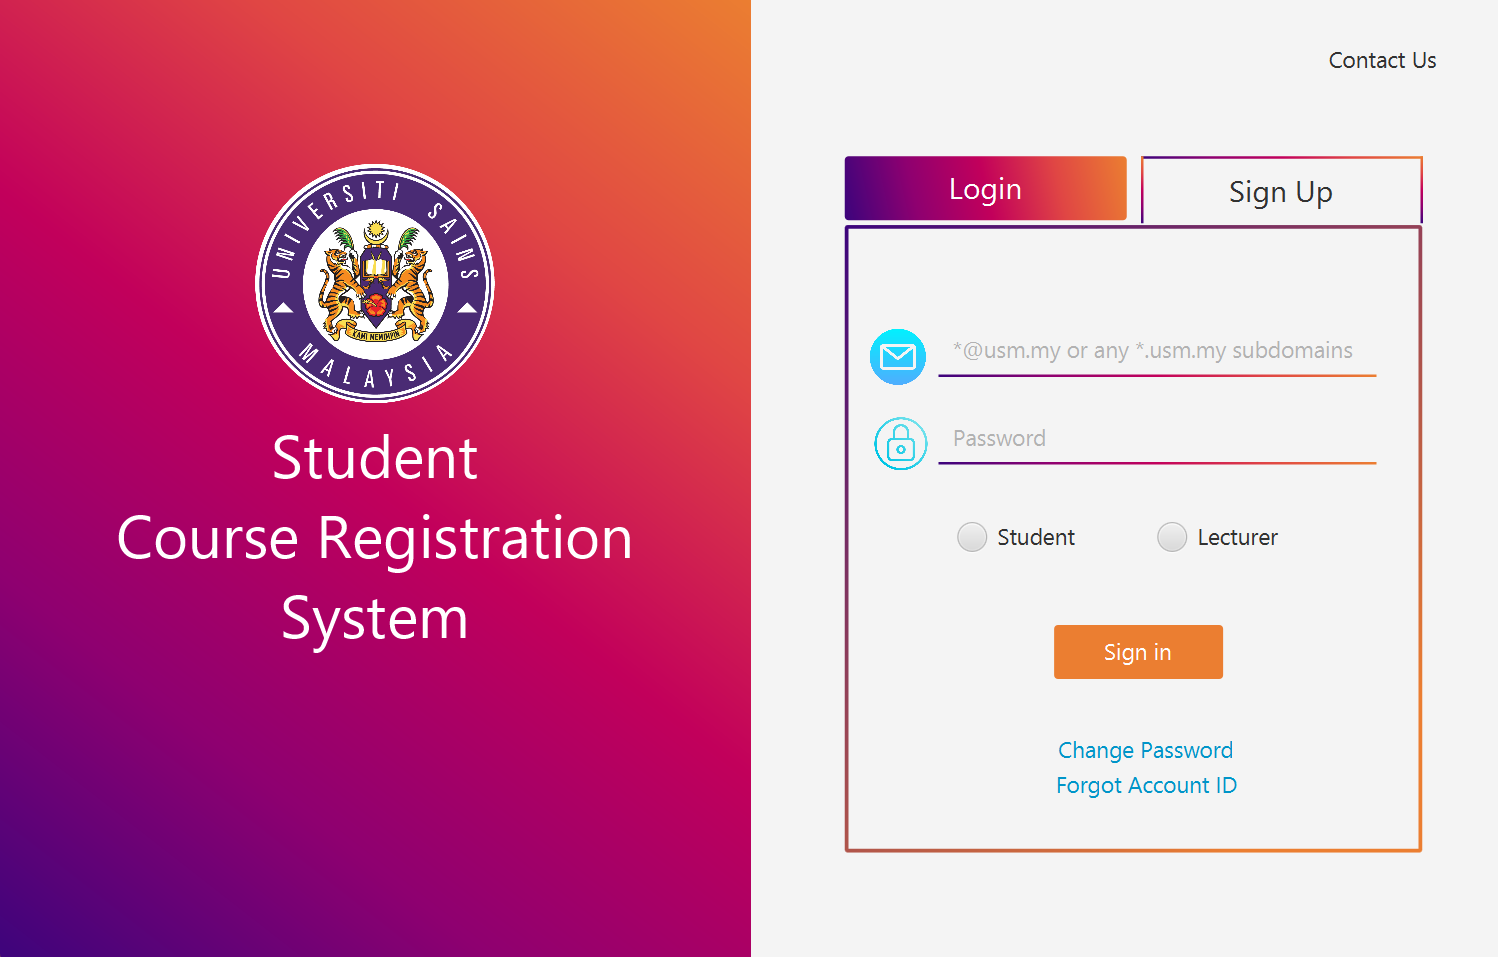 UNIVERSITI SAINS
MALAYSIA
KAMI MEMIMPIN
Student
Course Registration
System
Contact Us
Login
Sign Up
*@usm.my or any *.usm.my subdomains
Password
Student
Lecturer
Sign in
Change Password
Forgot Account ID